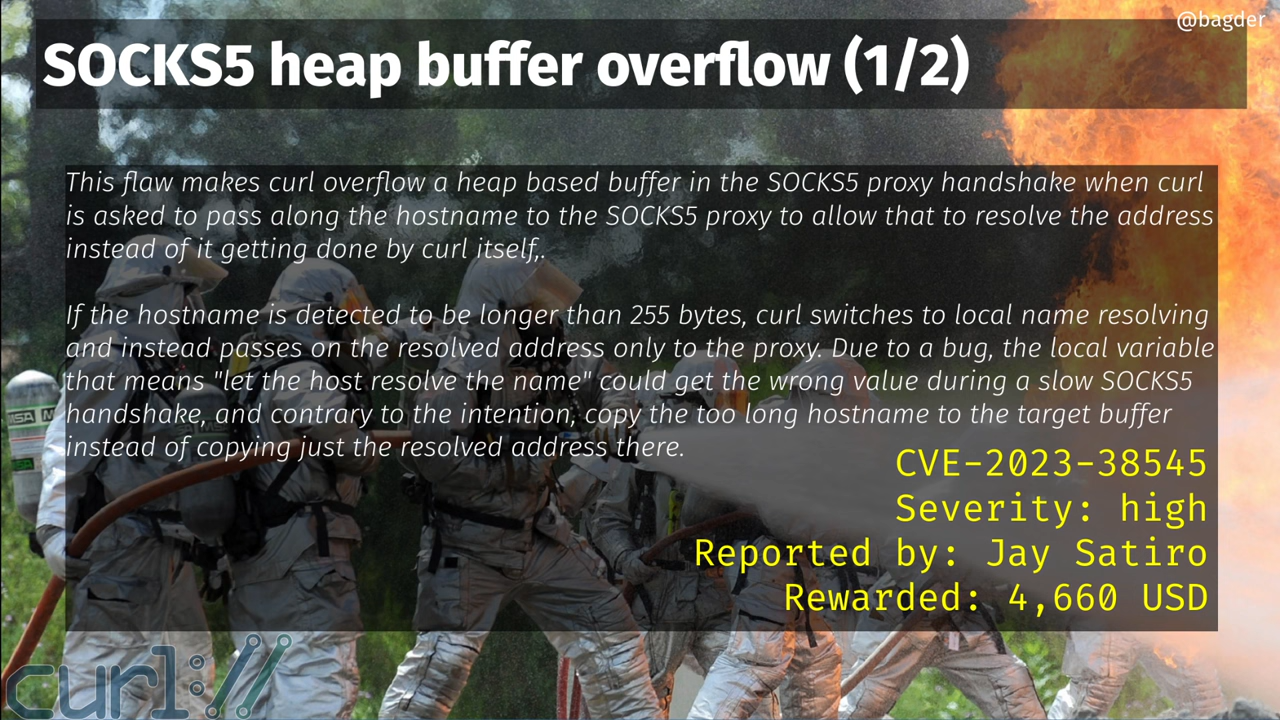 @bagder
SOCKS5 heap buffer overflow (1/2)
This flaw makes curl overflow a heap based buffer in the SOCKS5 proxy handshake when curl
is asked to pass along the hostname to the SOCKS5 proxy to allow that to resolve the address
instead of it getting done by curl itself,.
If the hostname is detected to be longer than 255 bytes, curl switches to local name resolving
and instead passes on the resolved address only to the proxy. Due to a bug, the local variable
that means "let the host resolve the name" could get the wrong value during a slow SOCKS5
handshake, and contrary to the intention, copy the too long hostname to the target buffer
instead of copying just the resolved address there.
CVE-2023-38545
Severity: high
Reported by: Jay Satiro
Rewarded: 4,660 USD
curl://